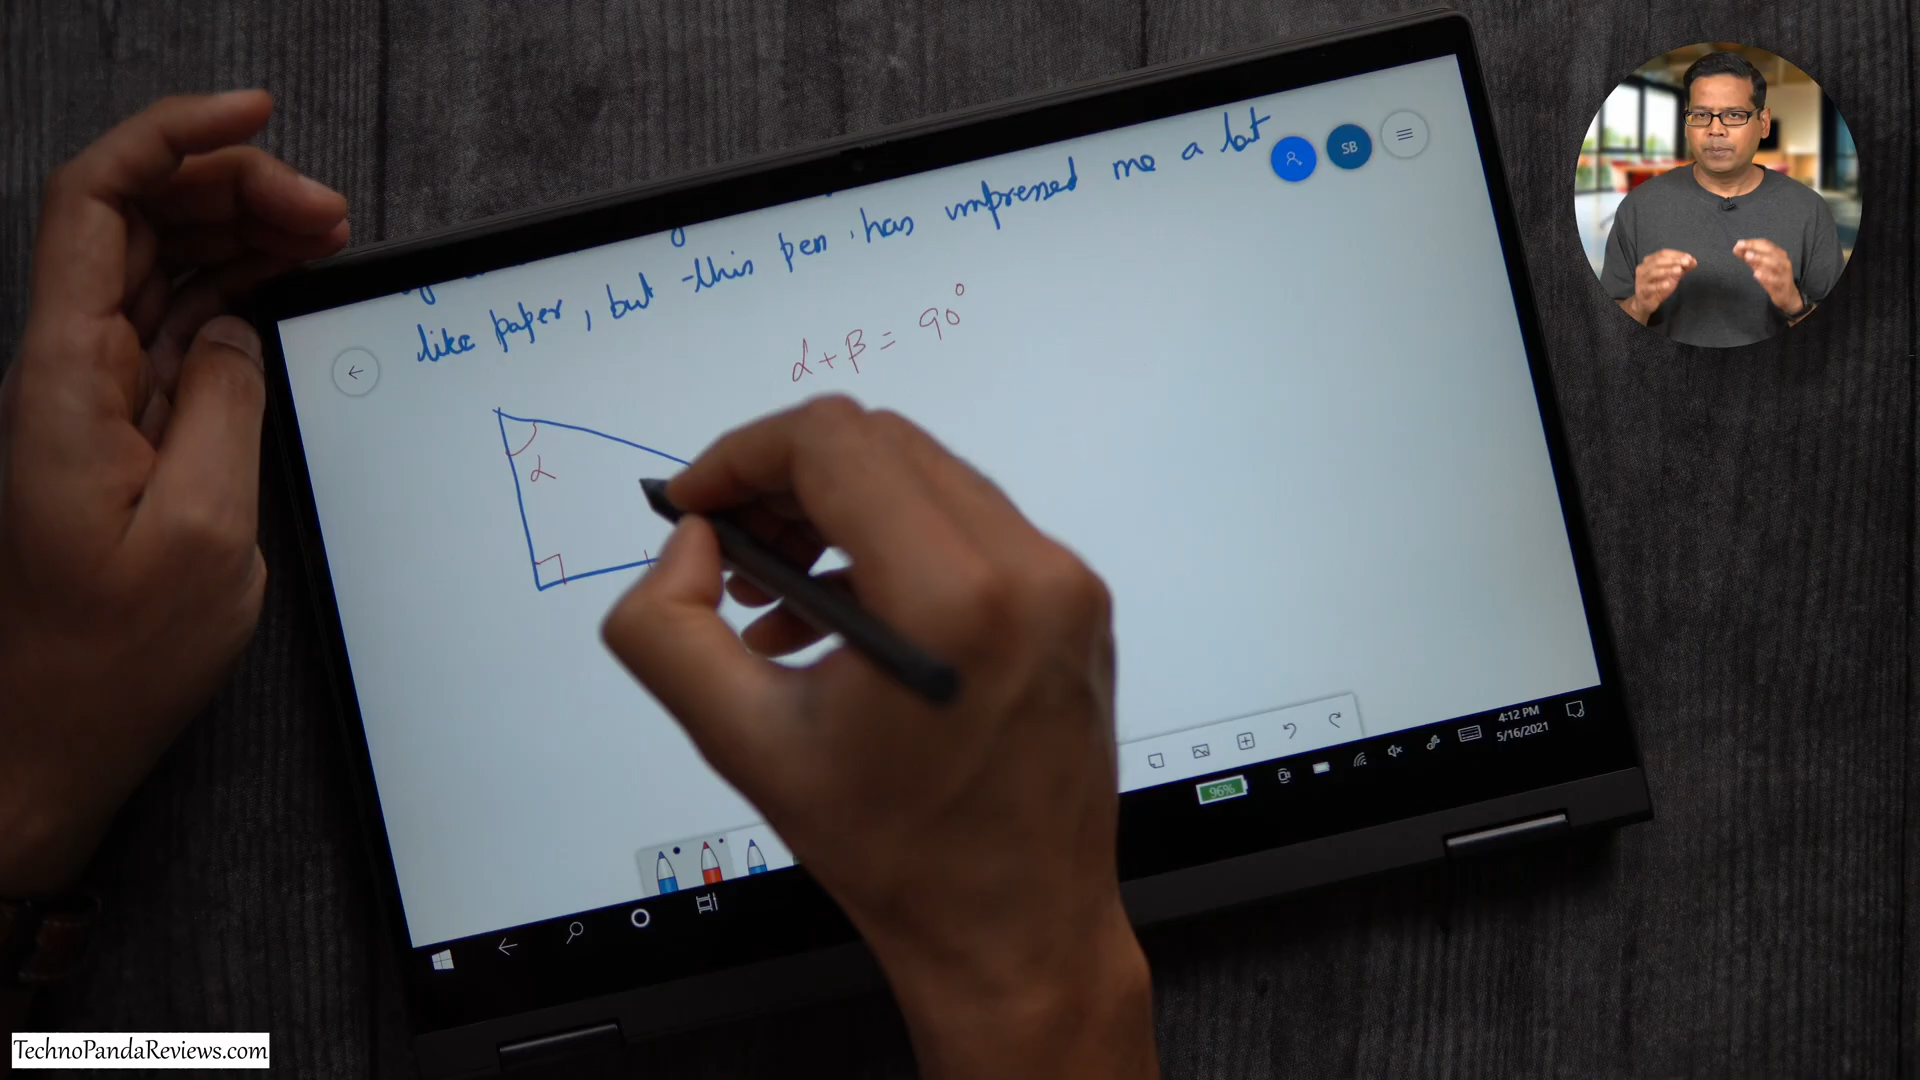 like paper, but this pen has impressed me a lot
SB
α + β = 90°
α
96%
4:12 PM
5/16/2021
TechnoPandaReviews.com